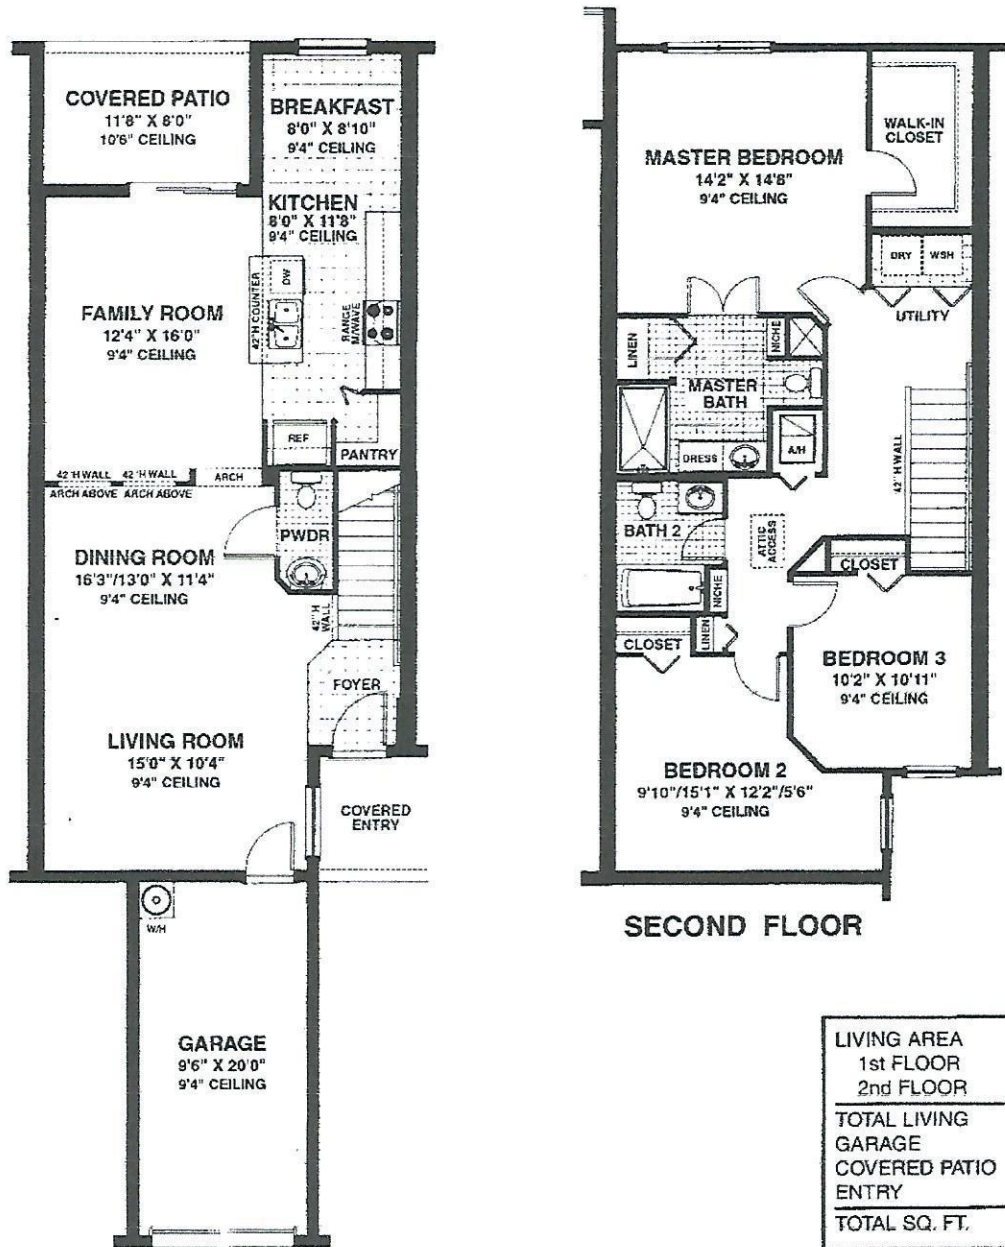 COVERED PATIO
11'8" X 8'0"
10'6" CEILING
BREAKFAST
8'0" X 8'10"
9'4" CEILING
KITCHEN
8'0" X 11'8"
9'4" CEILING
DW
42"H COUNTER
RANGE
M/WAVE
FAMILY ROOM
12'4" X 16'0"
9'4" CEILING
REF
PANTRY
42"H WALL
42"H WALL
ARCH
ARCH ABOVE
ARCH ABOVE
PWDR
DINING ROOM
16'3"/13'0" X 11'4"
9'4" CEILING
42"H
WALL
FOYER
LIVING ROOM
15'0" X 10'4"
9'4" CEILING
COVERED
ENTRY
W/H
GARAGE
9'6" X 20'0"
9'4" CEILING
MASTER BEDROOM
14'2" X 14'8"
9'4" CEILING
WALK-IN
CLOSET
DRY
WSH
UTILITY
LINEN
NICHE
MASTER
BATH
DRESS
A/H
42"H WALL
BATH 2
ATTIC
ACCESS
CLOSET
NICHE
LINEN
CLOSET
BEDROOM 3
10'2" X 10'11"
9'4" CEILING
BEDROOM 2
9'10"/15'1" X 12'2"/5'6"
9'4" CEILING
SECOND FLOOR
LIVING AREA
1st FLOOR
2nd FLOOR
TOTAL LIVING
GARAGE
COVERED PATIO
ENTRY
TOTAL SQ. FT.